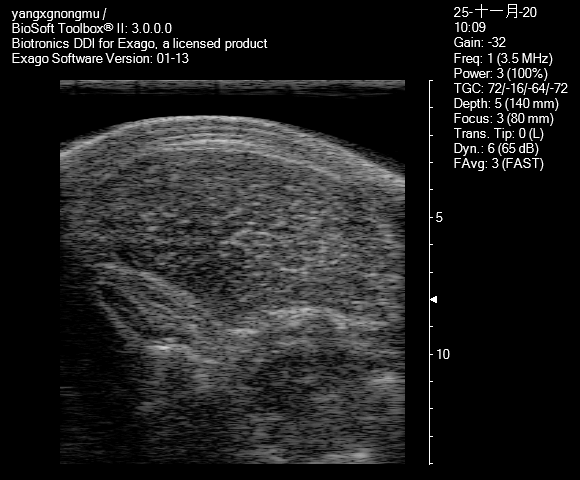 yangxgnongmu /
BioSoft Toolbox® II: 3.0.0.0
Biotronics DDI for Exago, a licensed product
Exago Software Version: 01-13
25-十一月-20
10:09
Gain: -32
Freq: 1 (3.5 MHz)
Power: 3 (100%)
TGC: 72/-16/-64/-72
Depth: 5 (140 mm)
Focus: 3 (80 mm)
Trans. Tip: 0 (L)
Dyn.: 6 (65 dB)
FAvg: 3 (FAST)
5
10